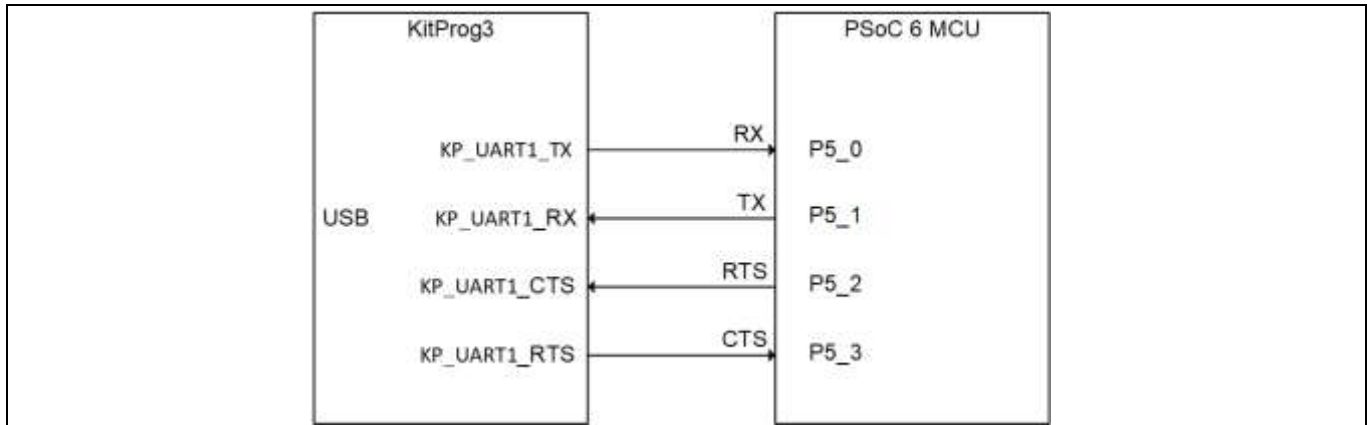 KitProg3
PSoC 6 MCU
KP_UART1_TX
RX
P5_0
USB
KP_UART1_RX
TX
P5_1
KP_UART1_CTS
RTS
P5_2
KP_UART1_RTS
CTS
P5_3